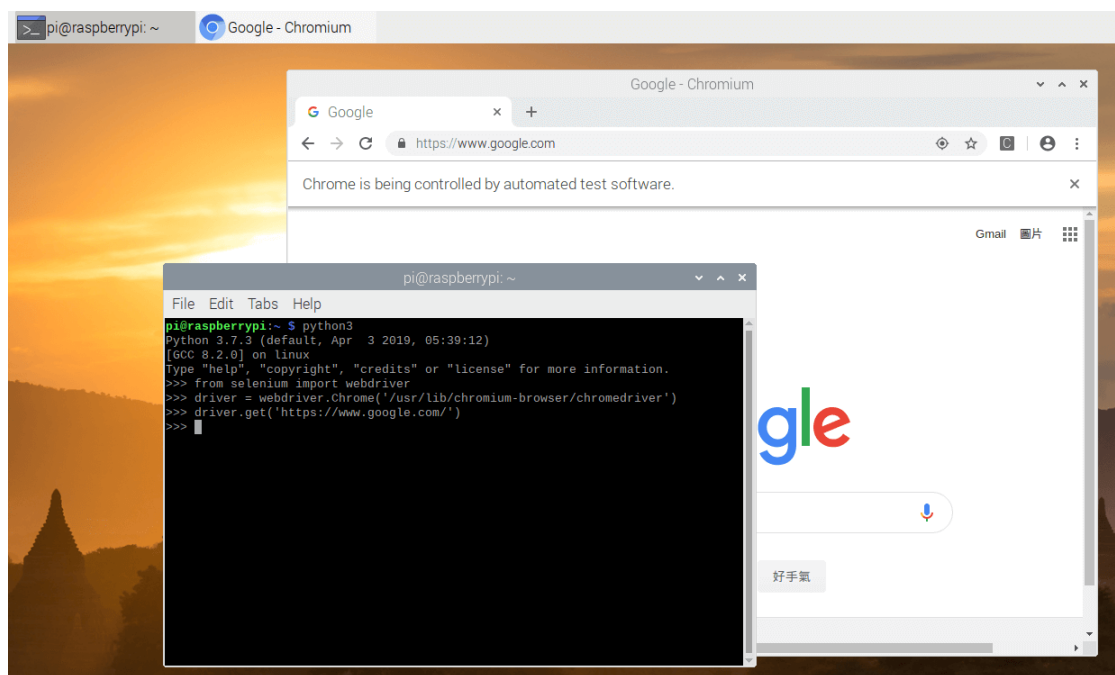 pi@raspberrypi: ~
Google - Chromium
Google - Chromium
Google
https://www.google.com
Chrome is being controlled by automated test software.
Gmail 圖片
pi@raspberrypi: ~
File Edit Tabs Help
pi@raspberrypi:~ $ python3
Python 3.7.3 (default, Apr  3 2019, 05:39:12)
[GCC 8.2.0] on linux
Type "help", "copyright", "credits" or "license" for more information.
>>> from selenium import webdriver
>>> driver = webdriver.Chrome('/usr/lib/chromium-browser/chromedriver')
>>> driver.get('https://www.google.com/')
>>>
gle
好手氣